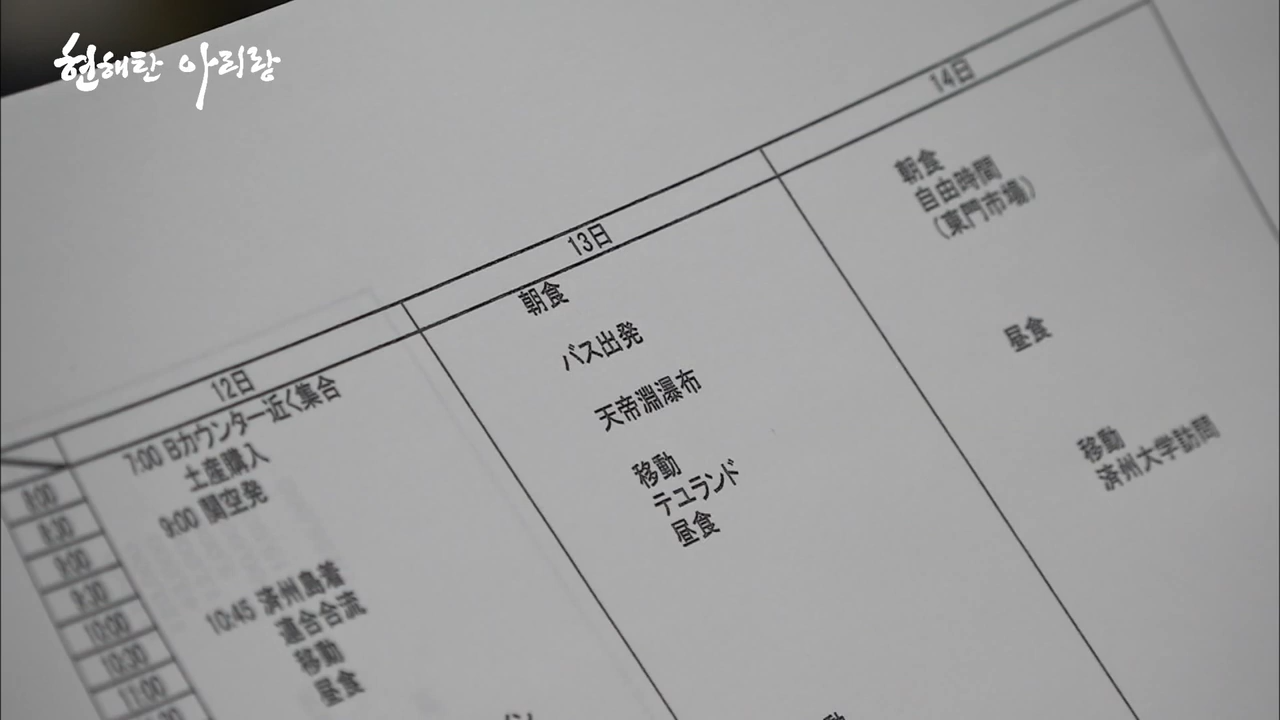 현해탄 아리랑
12日
7:00 Bカウンター近く集合
土産購入
9:00 関空発
10:45 済州島着
連合合流
移動
昼食
13日
朝食
バス出発
天帝淵瀑布
移動
テュランド
昼食
14日
朝食
自由時間
(東門市場)
昼食
移動
済州大学訪問
8:00
8:30
9:00
9:30
10:00
10:30
11:00